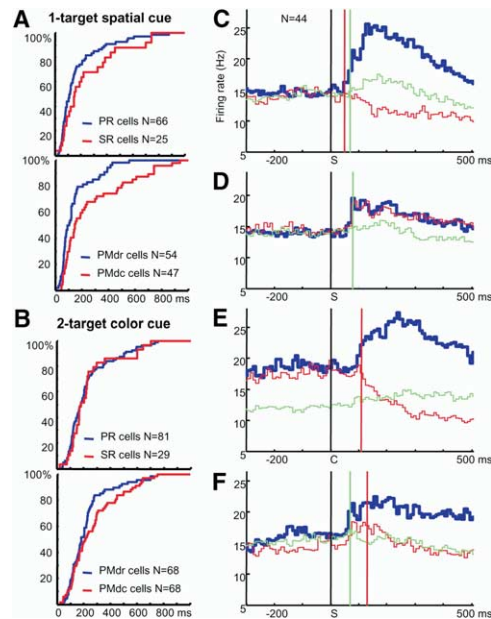 A
1-target spatial cue
100%
80
60
40
20
PR cells N=66
SR cells N=25
100%
80
60
40
20
PMdr cells N=54
PMdc cells N=47
0 200 400 600 800 ms
B
2-target color cue
100%
80
60
40
20
PR cells N=81
SR cells N=29
100%
80
60
40
20
PMdr cells N=68
PMdc cells N=68
0 200 400 600 800 ms
C
N=44
Firing rate (Hz)
25
20
15
10
5
-200 S 500 ms
D
20
15
10
5
-200 S 500 ms
E
25
20
15
10
5
-200 C 500 ms
F
25
20
15
10
5
-200 S 500 ms